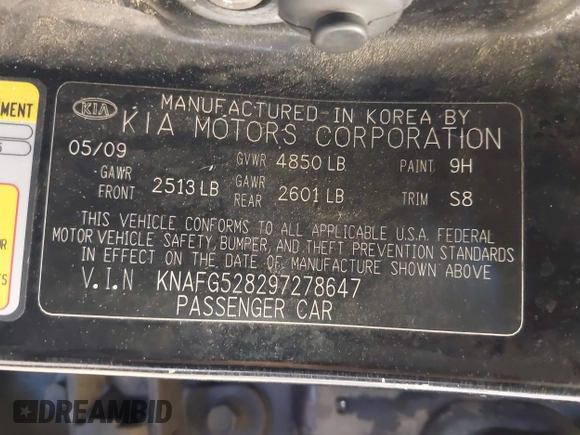 MENT
KIA
MANUFACTURED IN KOREA BY
KIA MOTORS CORPORATION
05/09 GVWR 4850 LB PAINT 9H
GAWR FRONT 2513 LB GAWR REAR 2601 LB TRIM S8
THIS VEHICLE CONFORMS TO ALL APPLICABLE U.S.A. FEDERAL
MOTOR VEHICLE SAFETY, BUMPER, AND THEFT PREVENTION STANDARDS
IN EFFECT ON THE DATE OF MANUFACTURE SHOWN ABOVE
V.I.N KNAFG528297278647
PASSENGER CAR
DREAMBID